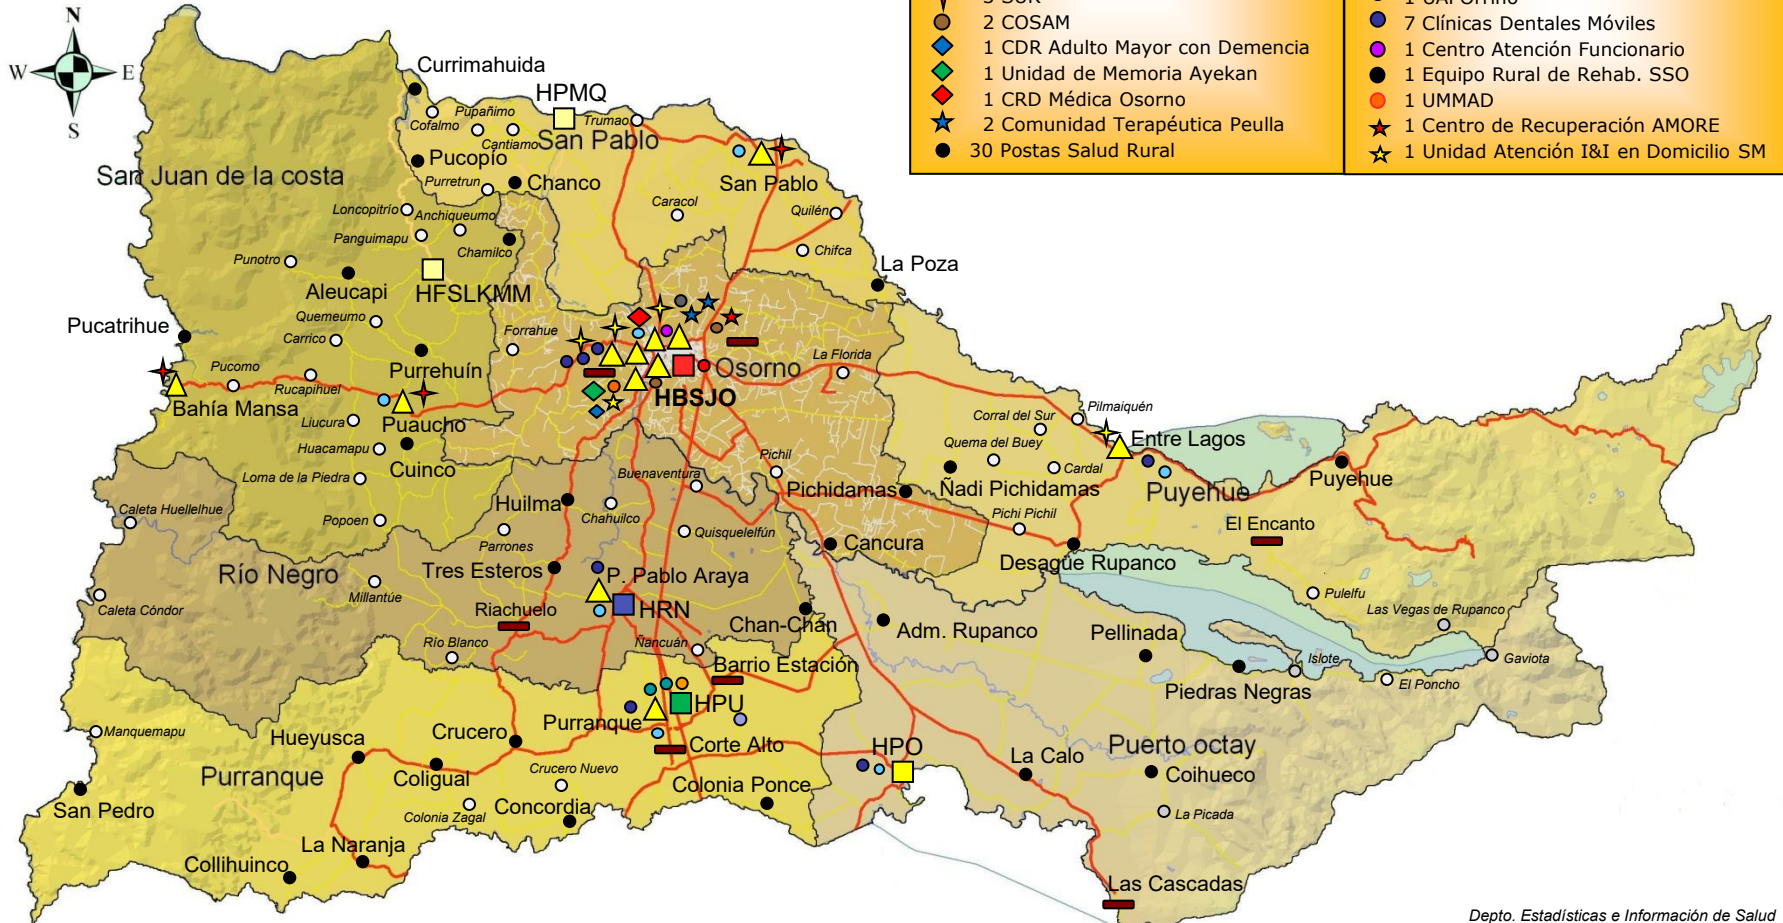 N
W
E
S
3 SUR
2 COSAM
1 CDR Adulto Mayor con Demencia
1 Unidad de Memoria Ayekan
1 CRD Médica Osorno
2 Comunidad Terapéutica Peulla
30 Postas Salud Rural
7 Clínicas Dentales Móviles
1 Centro Atención Funcionario
1 Equipo Rural de Rehab. SSO
1 UMMAD
1 Centro de Recuperación AMORE
1 Unidad Atención I&I en Domicilio SM
Currimahuida
HPMQ
Cofalmo
Pupañimo
Cantiamo
Trumao
San Pablo
Pucopío
Purretrun
Chanco
San Pablo
San Juan de la costa
Loncopitrío
Anchiqueumo
Caracol
Quilén
Panguimapu
Chamilco
Chifca
Punotro
Aleucapi
HFSLKMM
La Poza
Pucatrihue
Quemeumo
Carrico
Forrahue
Purrehuín
La Florida
Osorno
Pucomo
Rucapihuel
HBSJO
Bahía Mansa
Liucura
Puaucho
Pilmaiquén
Corral del Sur
Entre Lagos
Huacamapu
Cuinco
Quema del Buey
Cardal
Loma de la Piedra
Buenaventura
Pichil
Pichidamas
Ñadi Pichidamas
Puyehue
Puyehue
Huilma
Chahuilco
Caleta Huellelhue
Popoen
Parrones
Quisquelelfún
Pichi Pichil
El Encanto
Cancura
Desagüe Rupanco
Río Negro
Tres Esteros
P. Pablo Araya
Millantúe
Caleta Cóndor
Riachuelo
HRN
Chan-Chán
Adm. Rupanco
Pulelfu
Las Vegas de Rupanco
Pellinada
Río Blanco
Ñancuán
Barrio Estación
Islote
Gaviota
Piedras Negras
El Poncho
HPU
Purranque
Manquemapu
Hueyusca
Crucero
Corte Alto
HPO
La Calo
Puerto octay
Coihueco
Purranque
Coligual
Crucero Nuevo
Colonia Ponce
San Pedro
Colonia Zagal
Concordia
La Picada
La Naranja
Collihuinco
Las Cascadas
Depto. Estadísticas e Información de Salud